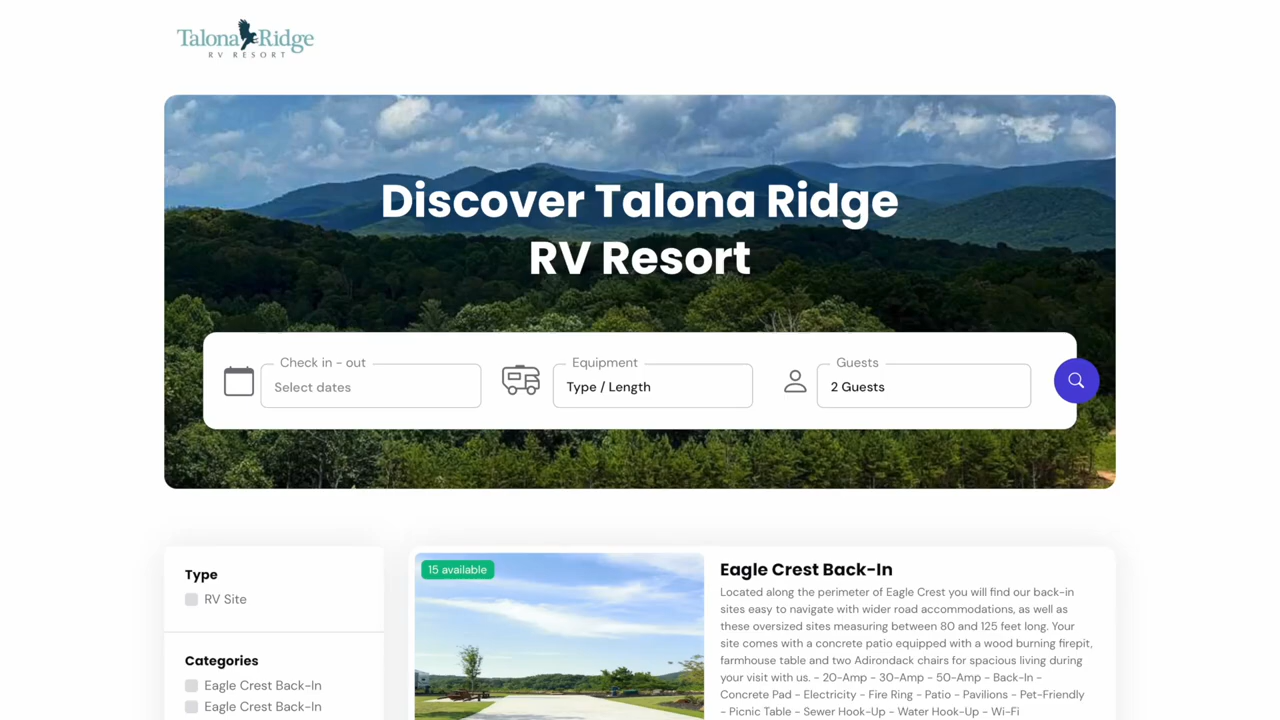 Talona Ridge
RV RESORT
Discover Talona Ridge
RV Resort
Check in - out
Select dates
Equipment
Type / Length
Guests
2 Guests
Type
RV Site
Categories
Eagle Crest Back-In
Eagle Crest Back-In
15 available
Eagle Crest Back-In
Located along the perimeter of Eagle Crest you will find our back-in
sites easy to navigate with wider road accommodations, as well as
these oversized sites measuring between 80 and 125 feet long. Your
site comes with a concrete patio equipped with a wood burning firepit,
farmhouse table and two Adirondack chairs for spacious living during
your visit with us. - 20-Amp - 30-Amp - 50-Amp - Back-In -
Concrete Pad - Electricity - Fire Ring - Patio - Pavilions - Pet-Friendly
- Picnic Table - Sewer Hook-Up - Water Hook-Up - Wi-Fi